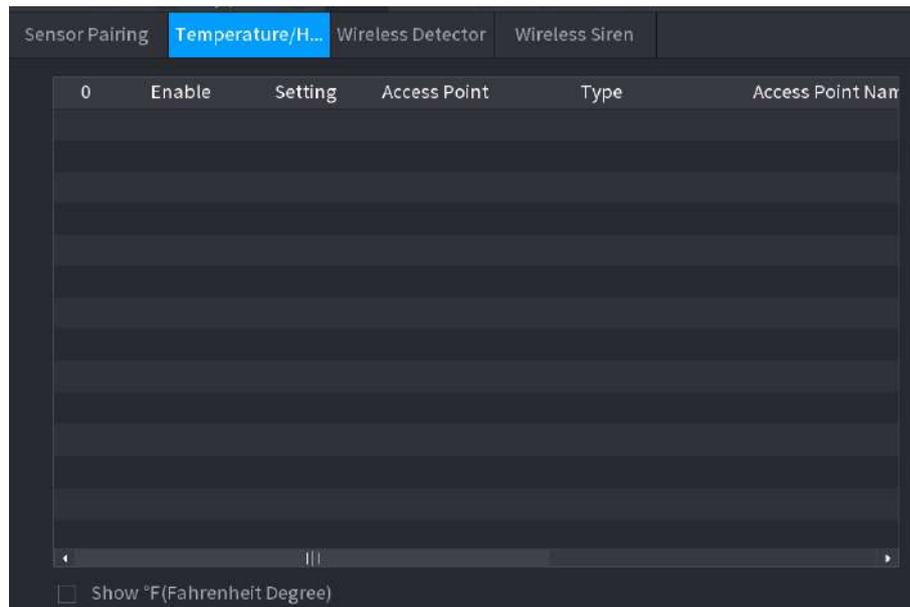 Sensor Pairing Temperature/H... Wireless Detector Wireless Siren
0 Enable Setting Access Point Type Access Point Nam
Show °F(Fahrenheit Degree)